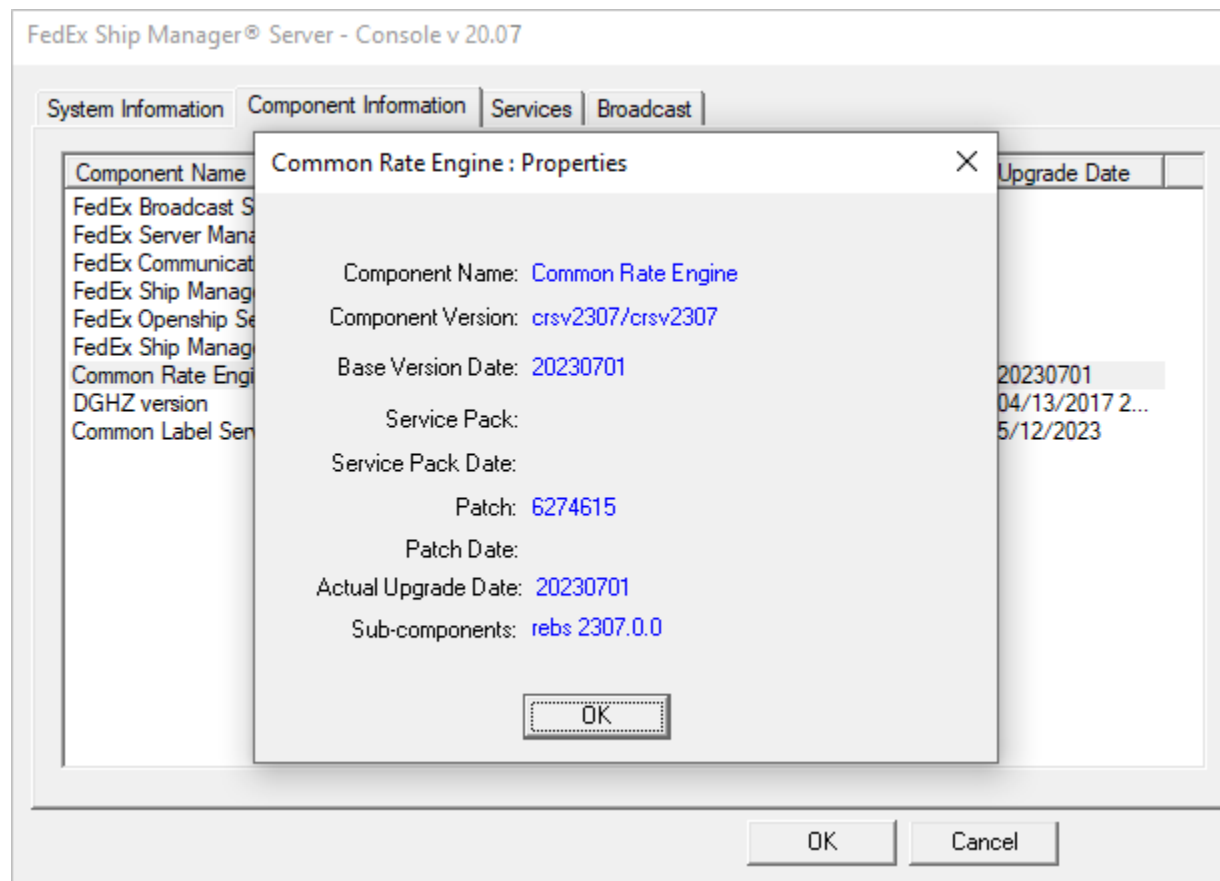 FedEx Ship Manager® Server - Console v 20.07
System Information Component Information Services Broadcast
Component Name Upgrade Date
Common Rate Engine : Properties
FedEx Broadcast S
FedEx Server Mana
FedEx Communicat
FedEx Ship Manag
FedEx Openship Se
FedEx Ship Manag
Common Rate Engi 20230701
DGHZ version 04/13/2017 2...
Common Label Serv 5/12/2023
Component Name: Common Rate Engine
Component Version: crsv2307/crsv2307
Base Version Date: 20230701
Service Pack:
Service Pack Date:
Patch: 6274615
Patch Date:
Actual Upgrade Date: 20230701
Sub-components: rebs 2307.0.0
OK
OK Cancel